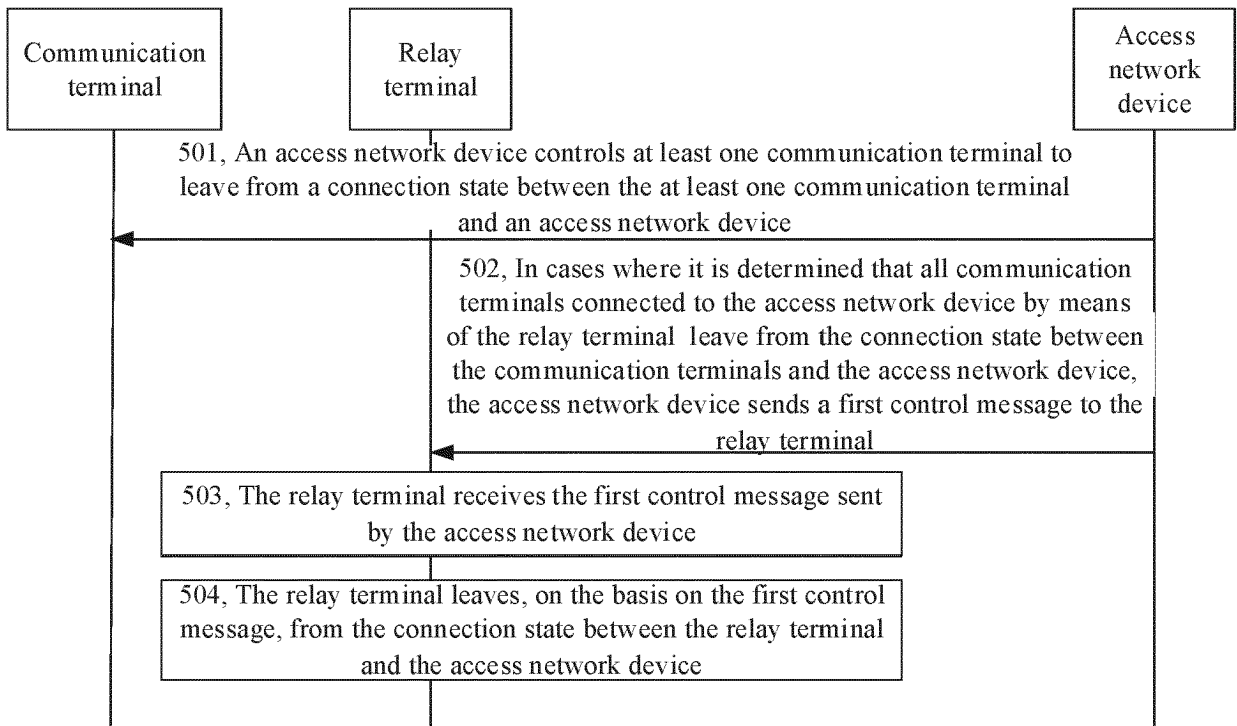 Communication
terminal
Relay
terminal
Access
network
device
501, An access network device controls at least one communication terminal to
leave from a connection state between the at least one communication terminal
and an access network device
502, In cases where it is determined that all communication
terminals connected to the access network device by means
of the relay terminal leave from the connection state between
the communication terminals and the access network device,
the access network device sends a first control message to the
relay terminal
503, The relay terminal receives the first control message sent
by the access network device
504, The relay terminal leaves, on the basis on the first control
message, from the connection state between the relay terminal
and the access network device